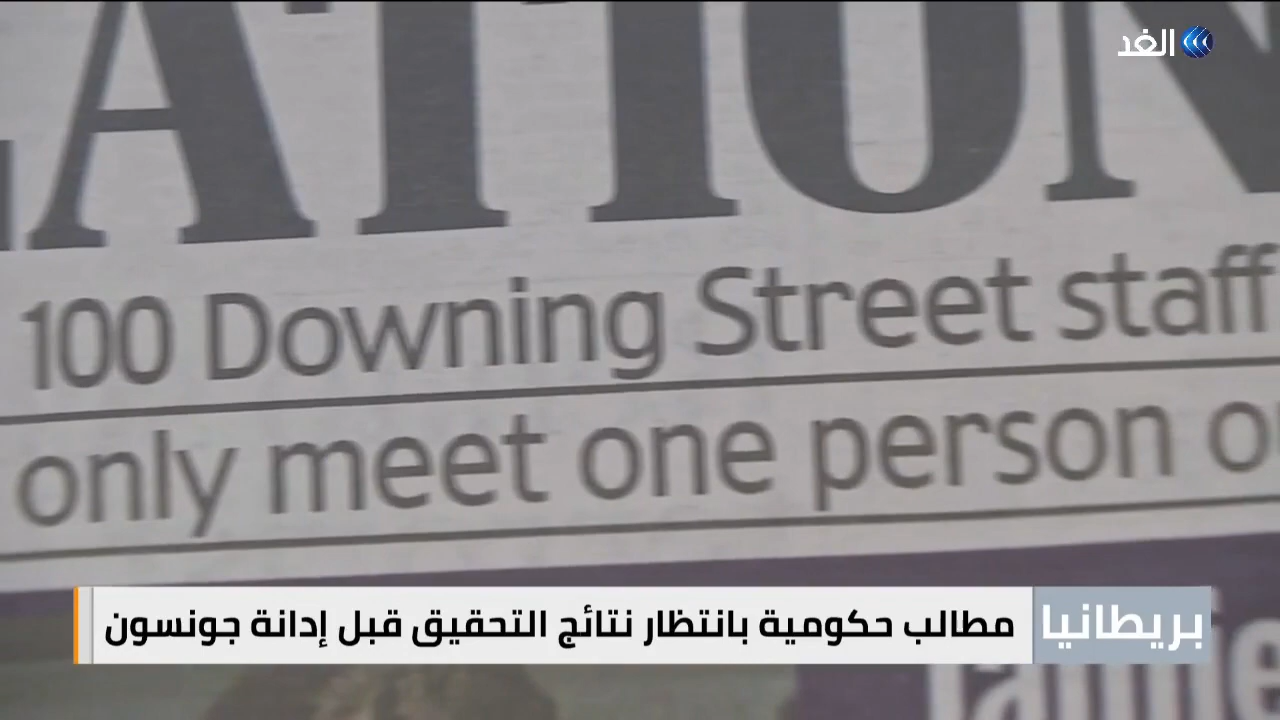 الغد
ATION
100 Downing Street staff
only meet one person
بريطانيا
مطالب حكومية بانتظار نتائج التحقيق قبل إدانة جونسون